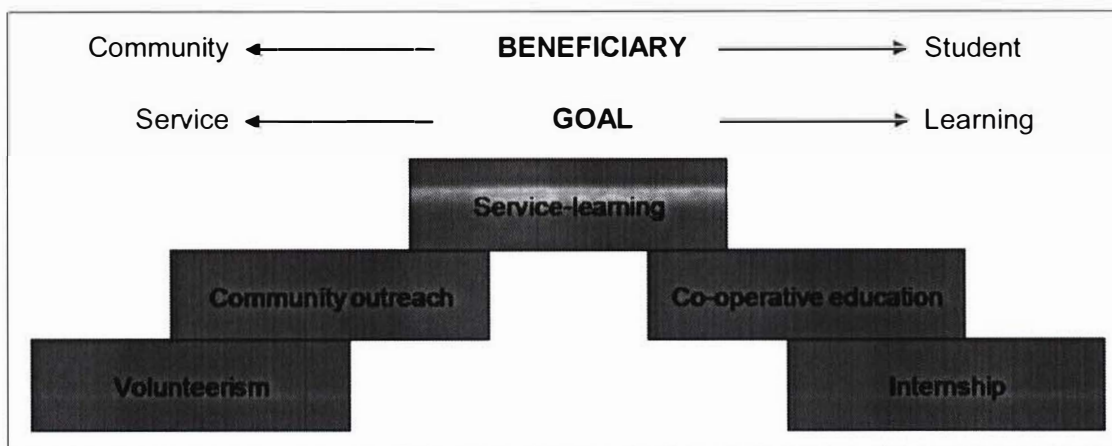 Community BENEFICIARY Student
Service GOAL Learning
Service-learning
Community outreach Co-operative education
Volunteerism Internship